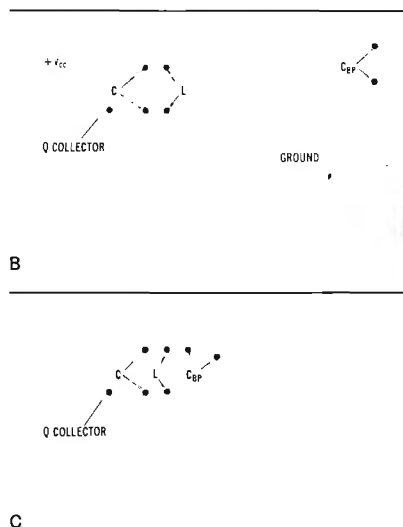 +Vcc
C
L
CBP
Q COLLECTOR
GROUND
B
C
L
CBP
Q COLLECTOR
C